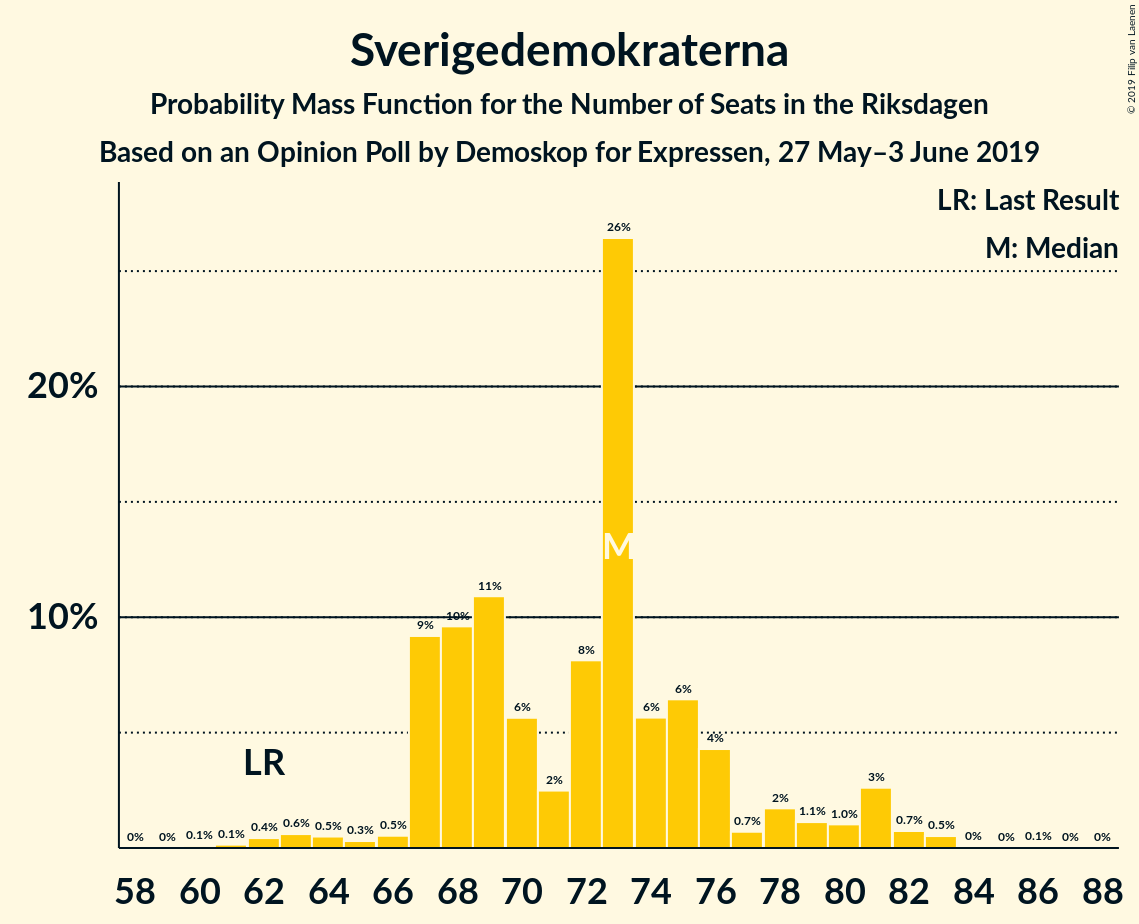 © 2019 Filip van Laenen
Sverigedemokraterna
Probability Mass Function for the Number of Seats in the Riksdagen
Based on an Opinion Poll by Demoskop for Expressen, 27 May–3 June 2019
LR: Last Result
M: Median
20%
10%
0% 0% 0.1% 0.1% 0.4% 0.6% 0.5% 0.3% 0.5% 9% 10% 11% 6% 2% 8% 26% 6% 6% 4% 0.7% 2% 1.1% 1.0% 3% 0.7% 0.5% 0% 0% 0.1% 0% 0%
LR
M
58 60 62 64 66 68 70 72 74 76 78 80 82 84 86 88